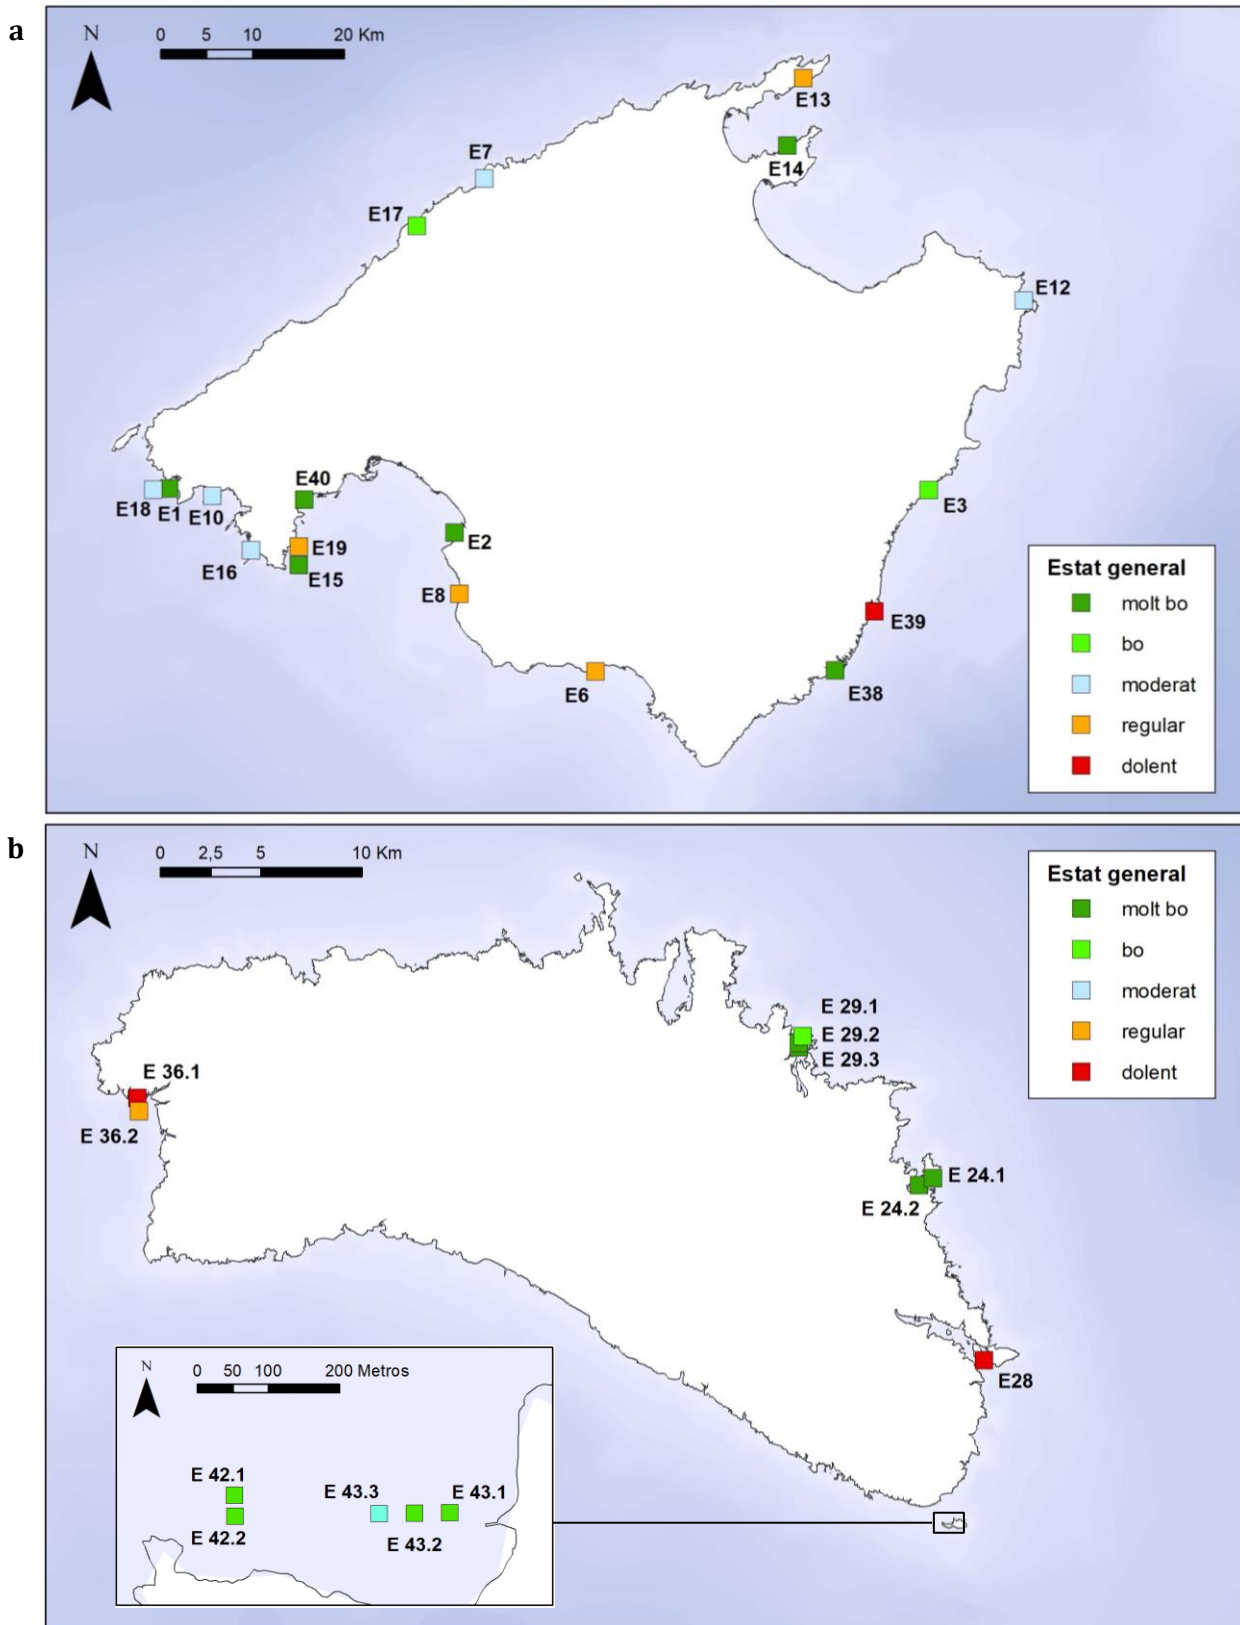 a
N
0 5 10 20 Km
E13
E14
E7
E17
E12
E40
E18 E1 E10
E3
E2
E19
E16
E15
E8
E39
E6
E38
Estat general
molt bo
bo
moderat
regular
dolent
b
N
0 2,5 5 10 Km
Estat general
molt bo
bo
moderat
regular
dolent
E 29.1
E 29.2
E 29.3
E 36.1
E 36.2
E 24.1
E 24.2
E28
N
0 50 100 200 Metros
E 42.1
E 43.3
E 43.1
E 42.2
E 43.2